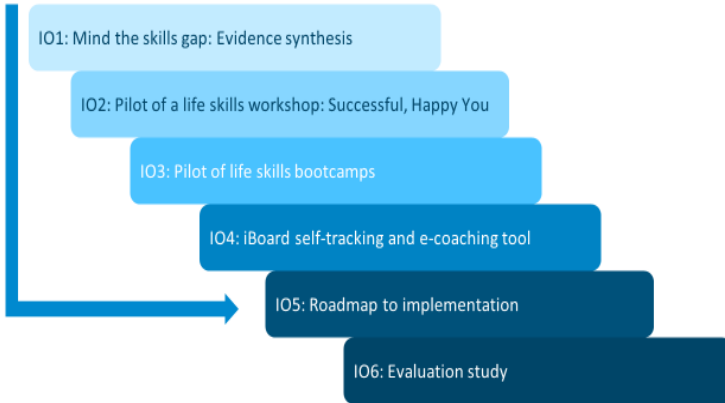 IO1: Mind the skills gap: Evidence synthesis
IO2: Pilot of a life skills workshop: Successful, Happy You
IO3: Pilot of life skills bootcamps
IO4: iBoard self-tracking and e-coaching tool
IO5: Roadmap to implementation
IO6: Evaluation study